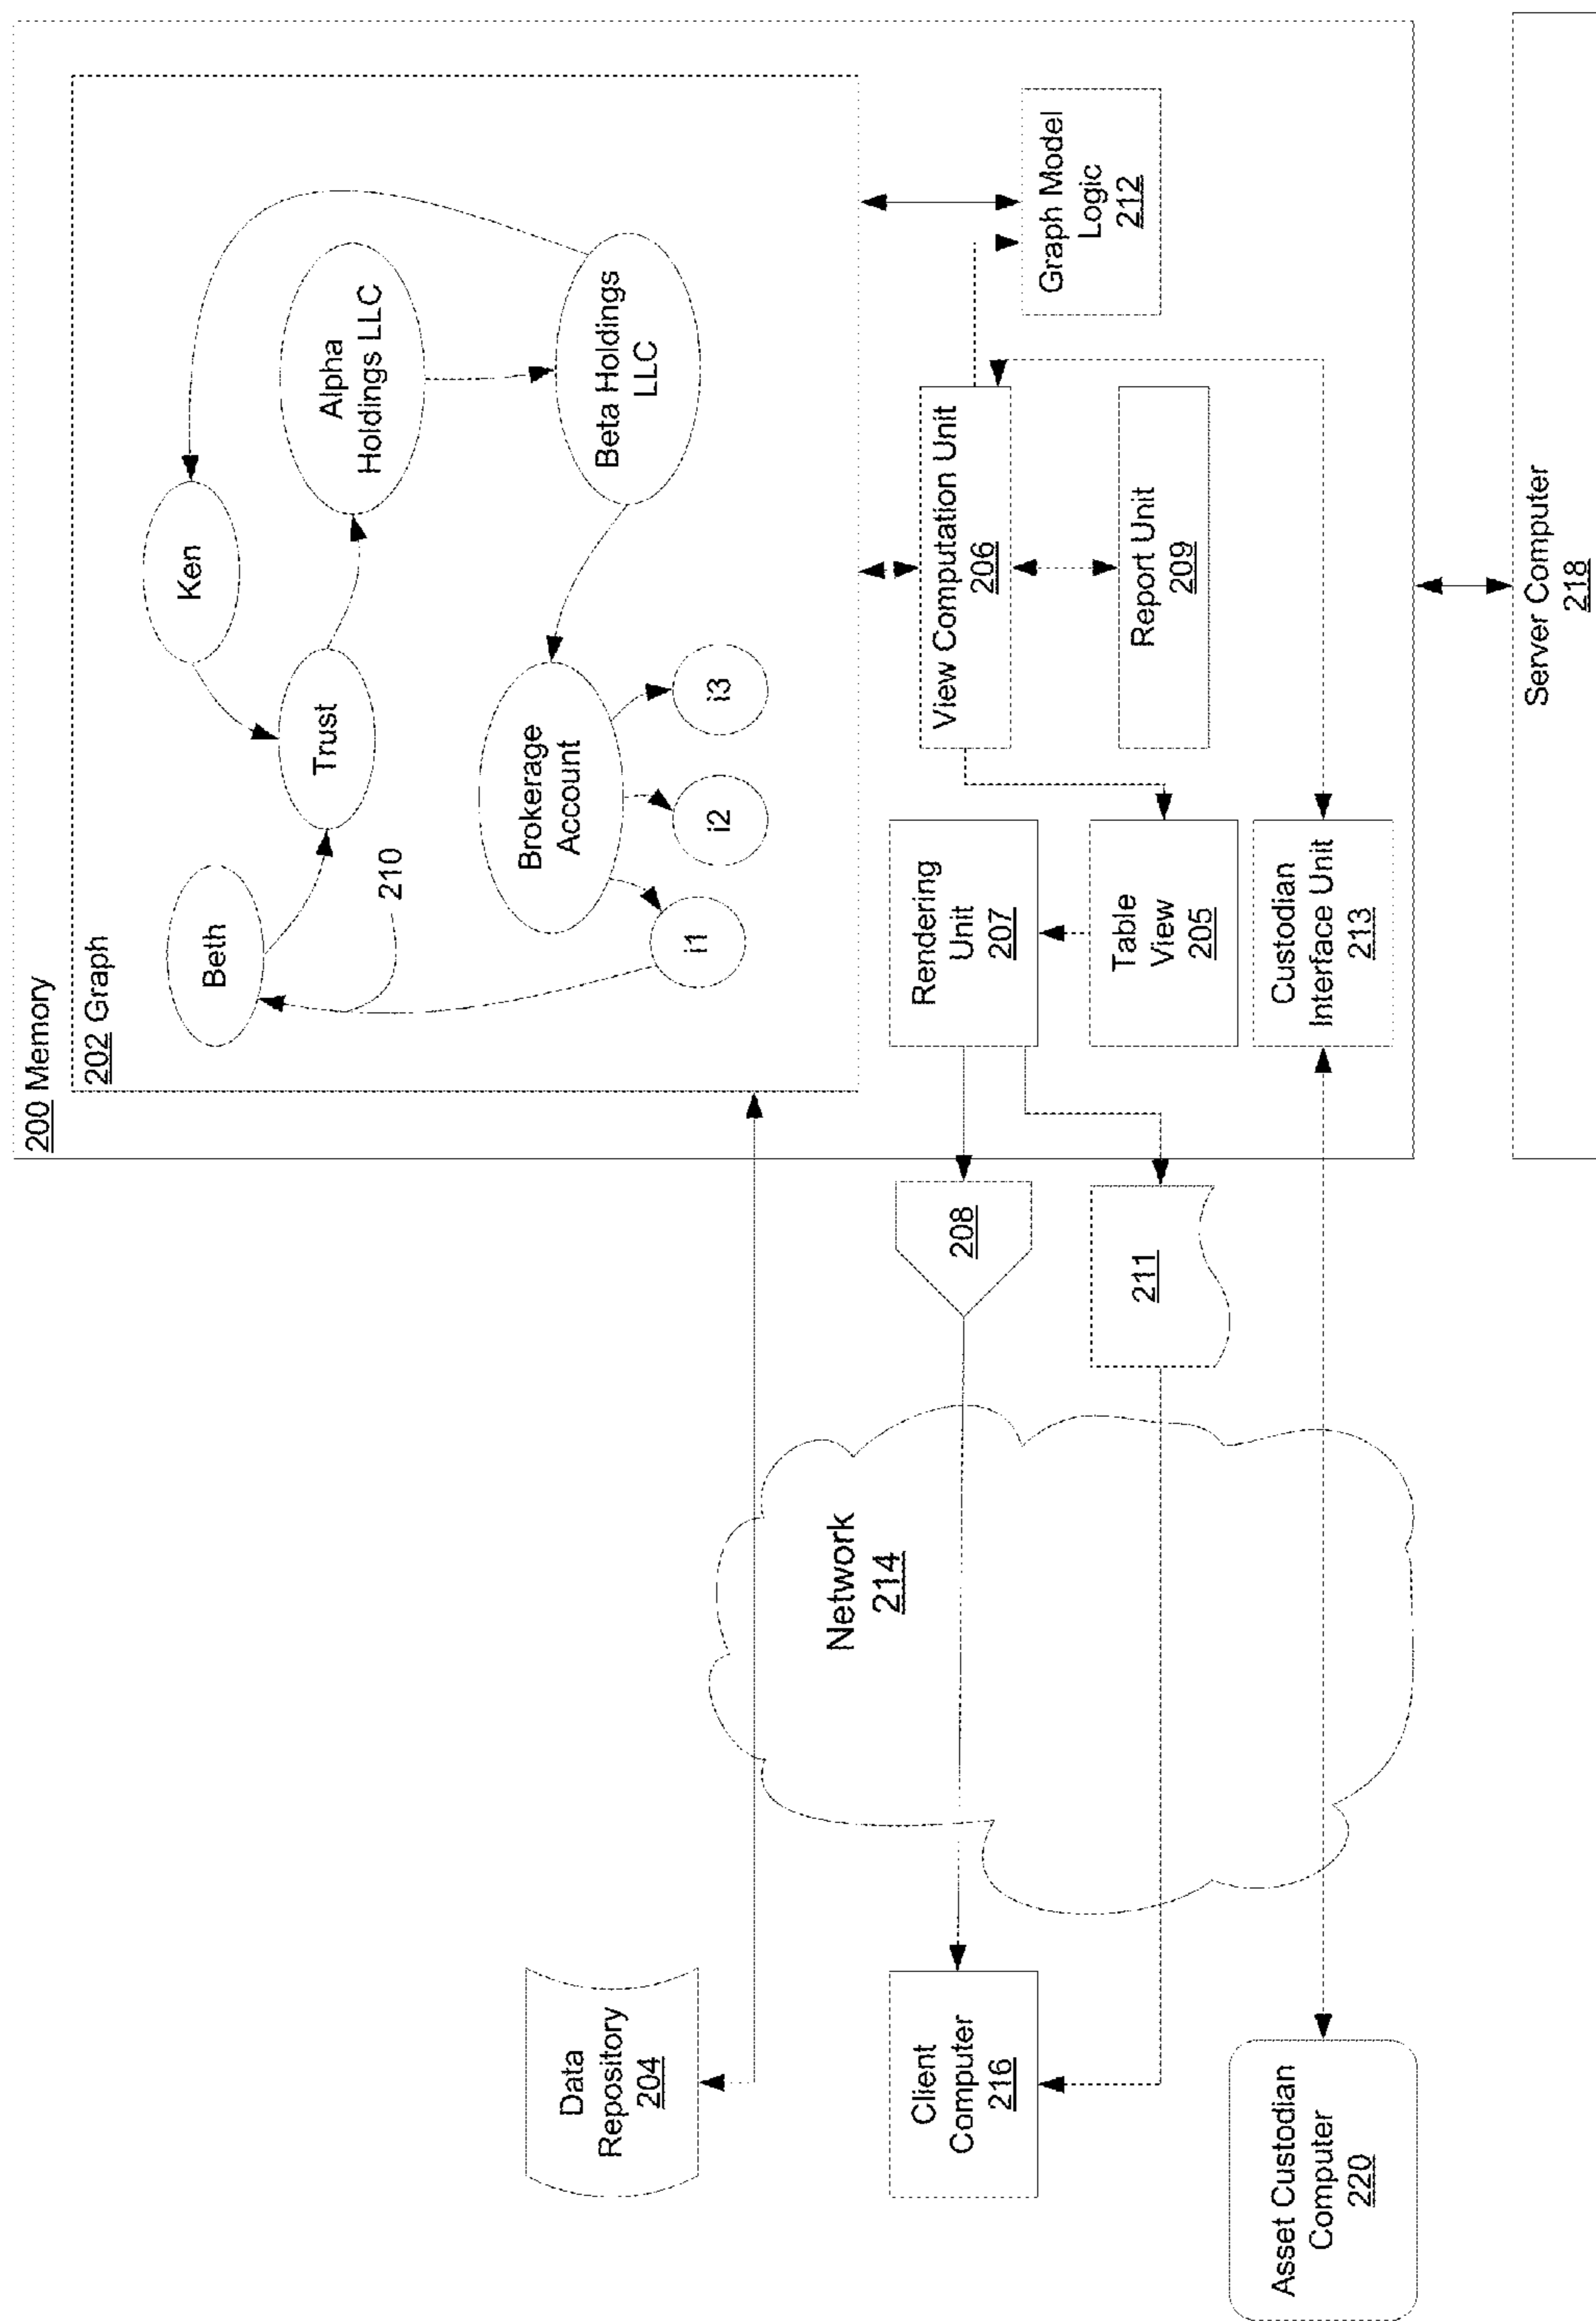 200 Memory
202 Graph
Beth
Ken
Trust
210
Alpha
Holdings LLC
Brokerage
Account
Beta Holdings
LLC
i1
i2
i3
Data
Repository
204
Network
214
Client
Computer
216
208
211
Rendering
Unit
207
View Computation Unit
206
Graph Model
Logic
212
Table
View
205
Report Unit
209
Custodian
Interface Unit
213
Asset Custodian
Computer
220
Server Computer
218